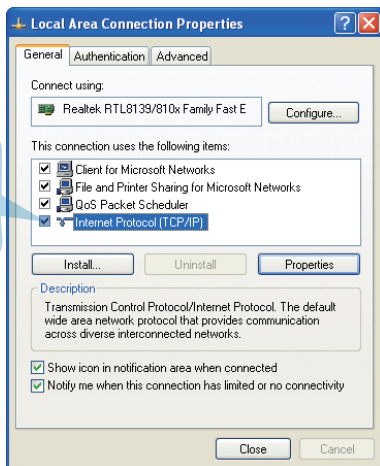 Local Area Connection Properties
General Authentication Advanced
Connect using:
Realtek RTL8139/810x Family Fast E
Configure...
This connection uses the following items:
Client for Microsoft Networks
File and Printer Sharing for Microsoft Networks
QoS Packet Scheduler
Internet Protocol (TCP/IP)
Install... Uninstall Properties
Description
Transmission Control Protocol/Internet Protocol. The default
wide area network protocol that provides communication
across diverse interconnected networks.
Show icon in notification area when connected
Notify me when this connection has limited or no connectivity
Close Cancel